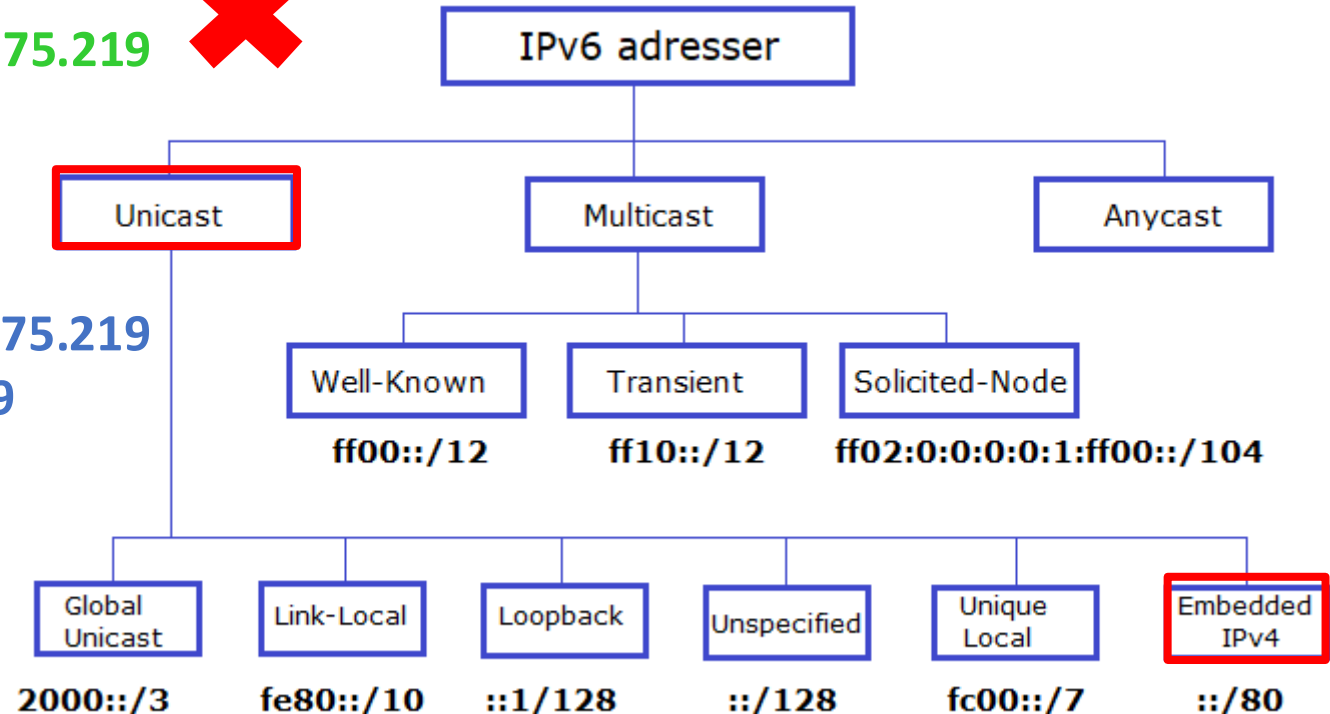 75.219
IPv6 adresser
Unicast
Multicast
Anycast
75.219
9
Well-Known
Transient
Solicited-Node
ff00::/12
ff10::/12
ff02:0:0:0:0:1:ff00::/104
Global
Unicast
Link-Local
Loopback
Unspecified
Unique
Local
Embedded
IPv4
2000::/3
fe80::/10
::1/128
::/128
fc00::/7
::/80